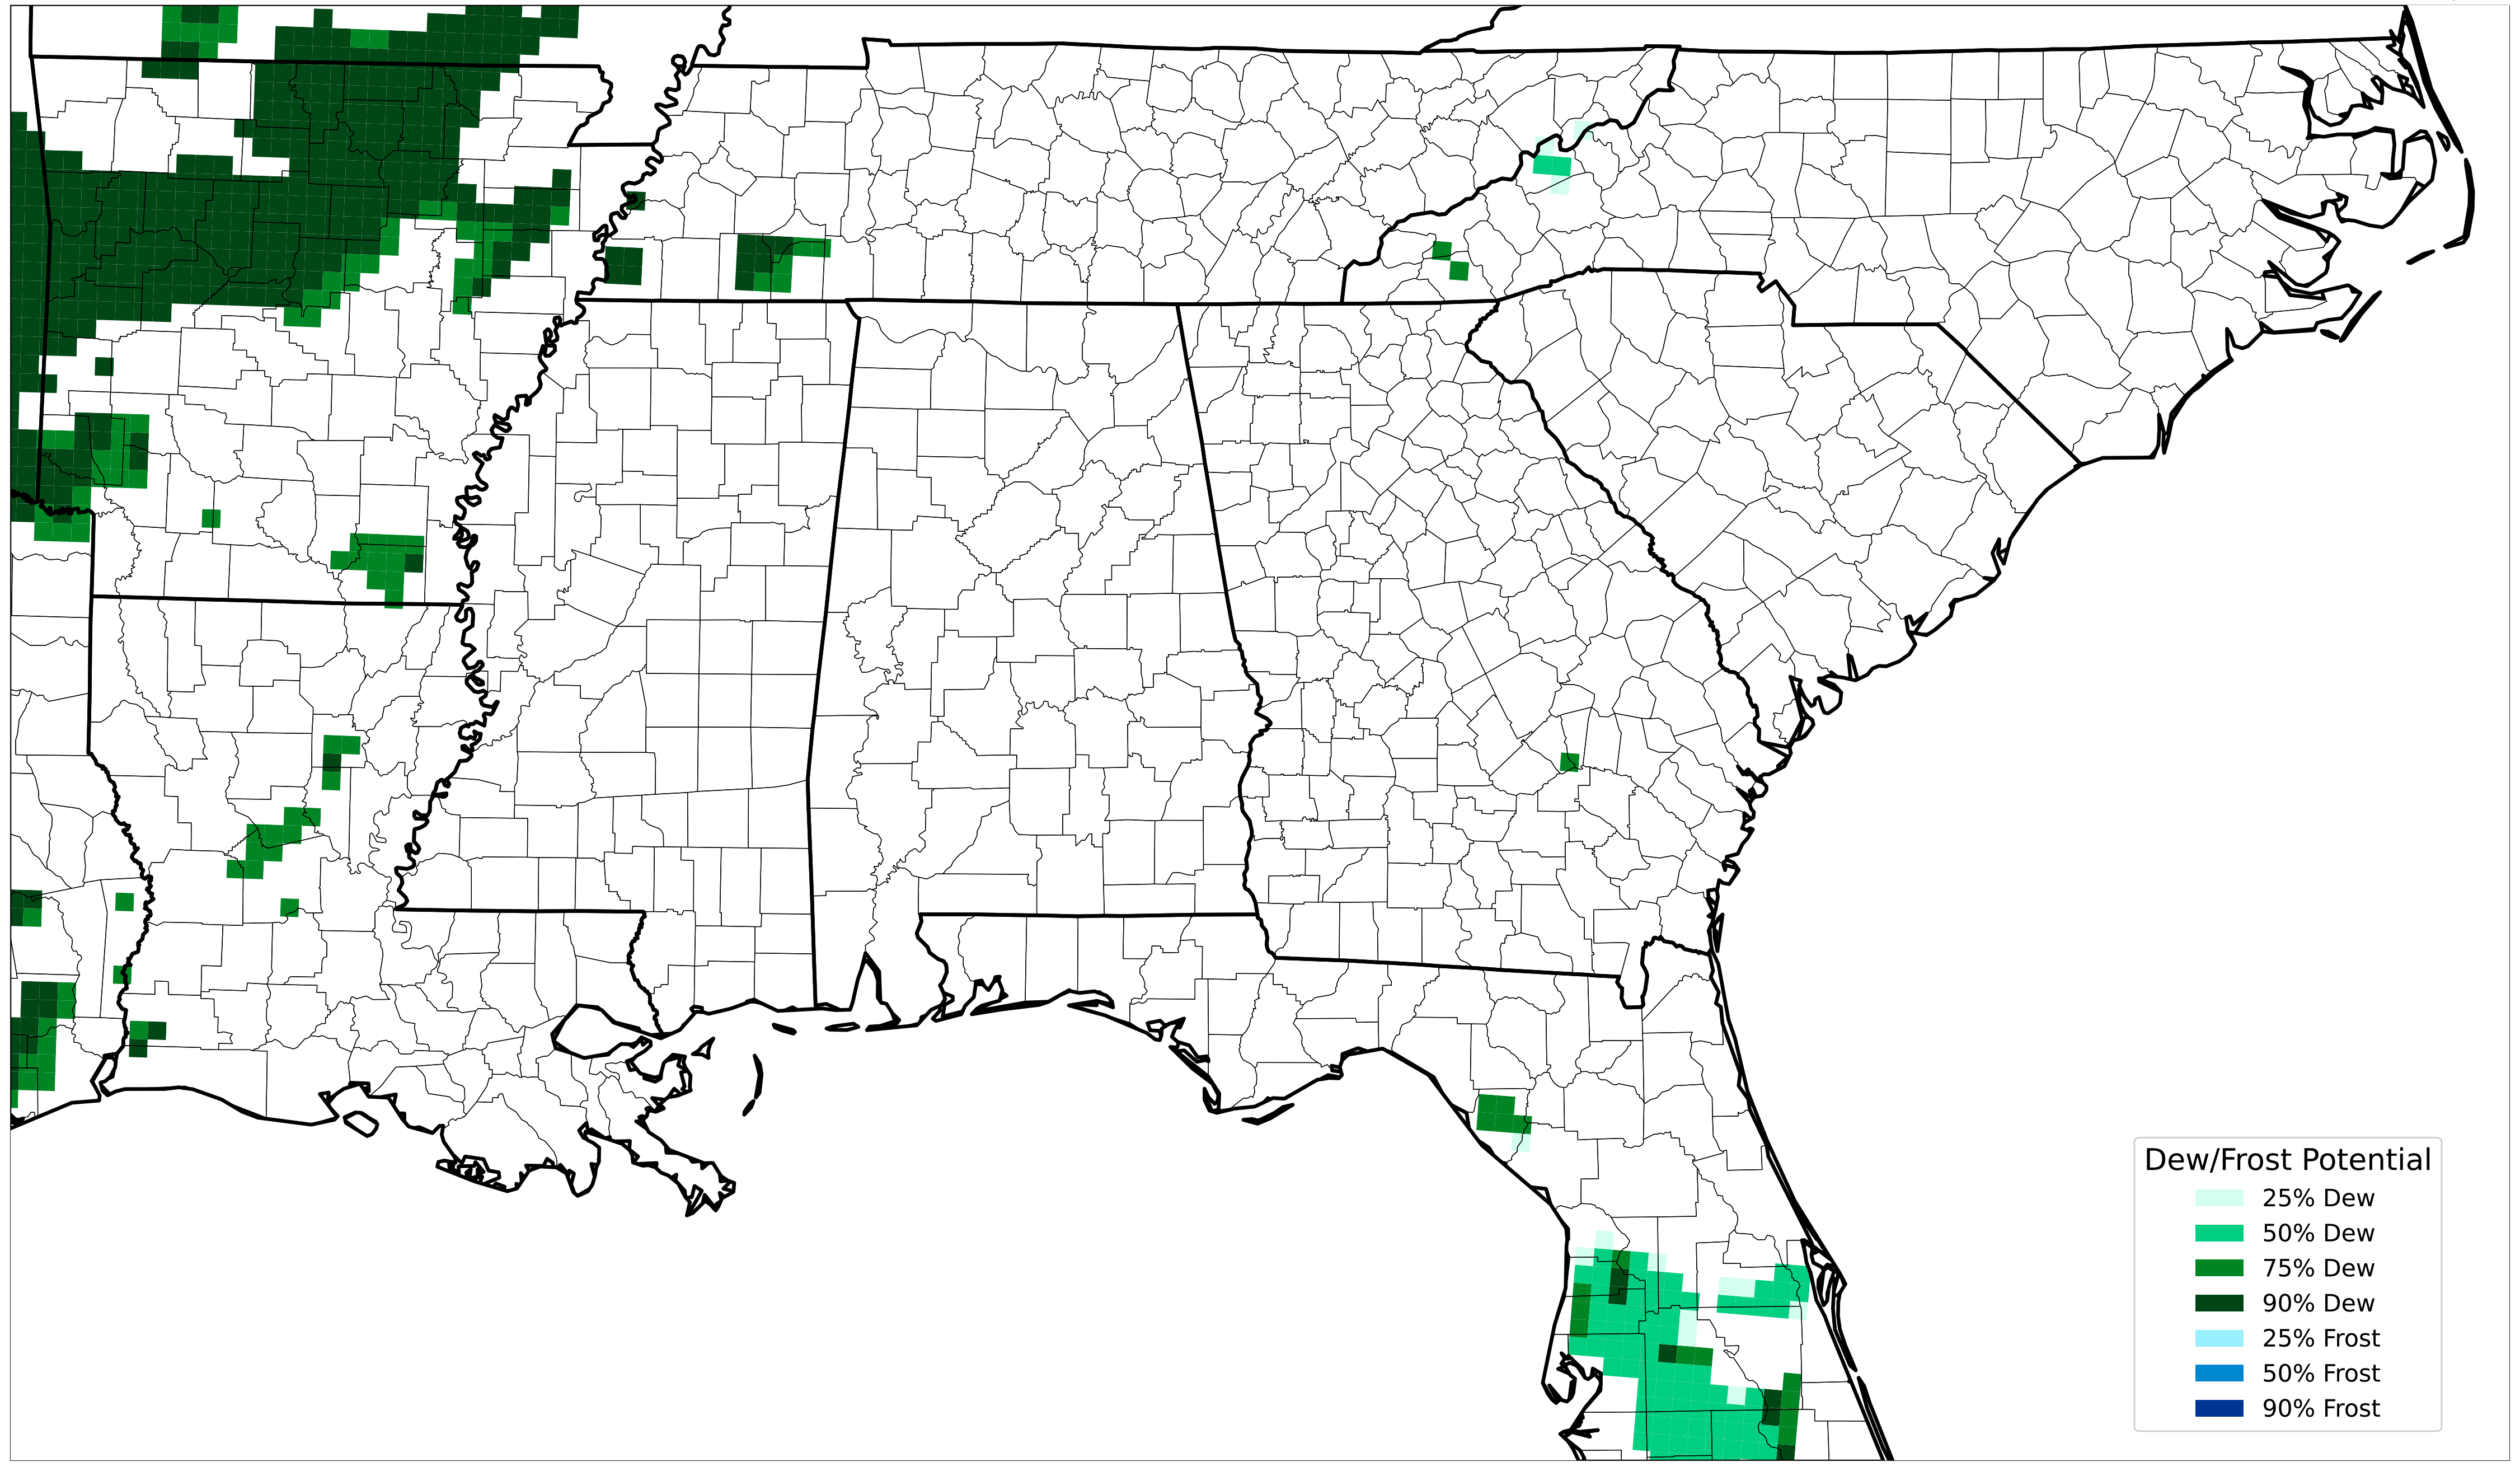 Dew/Frost Potential
25% Dew
50% Dew
75% Dew
90% Dew
25% Frost
50% Frost
90% Frost